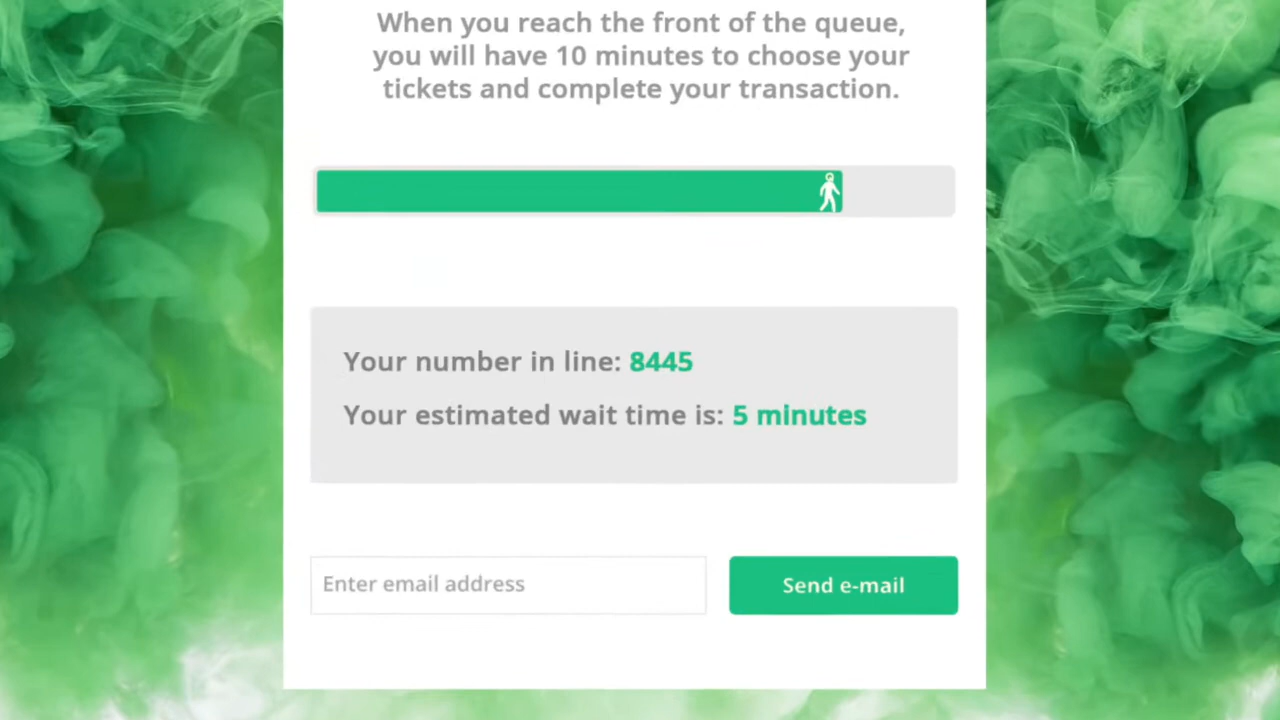 When you reach the front of the queue,
you will have 10 minutes to choose your
tickets and complete your transaction.
Your number in line: 8445
Your estimated wait time is: 5 minutes
Enter email address
Send e-mail